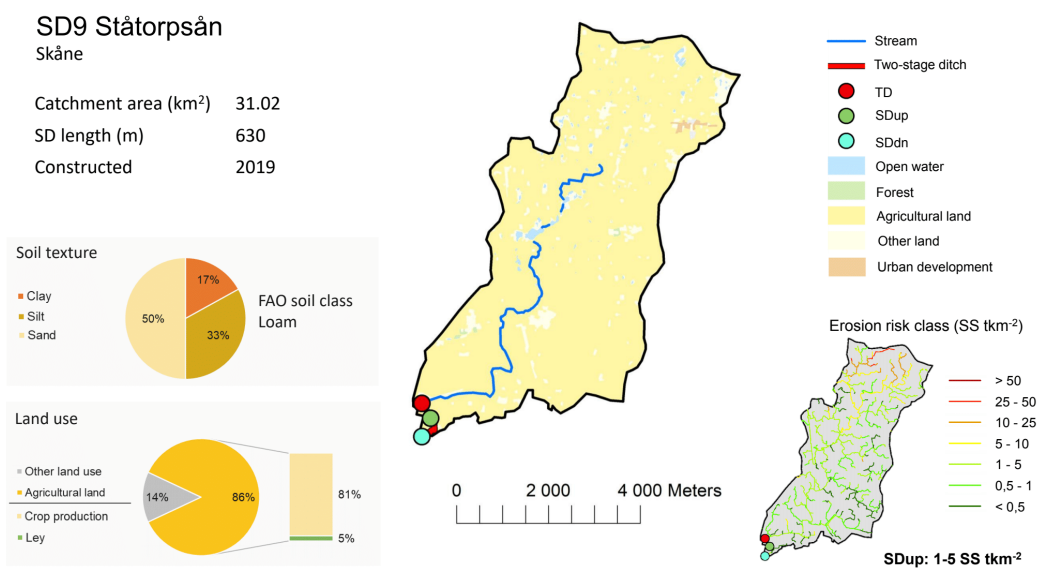 SD9 Ståtorpsån
Skåne
Catchment area (km²) 31.02
SD length (m) 630
Constructed 2019
Soil texture
Clay
Silt
Sand
17%
33%
50%
FAO soil class
Loam
Land use
Other land use
Agricultural land
Crop production
Ley
14%
86%
81%
5%
0 2 000 4 000 Meters
Stream
Two-stage ditch
TD
SDup
SDdn
Open water
Forest
Agricultural land
Other land
Urban development
Erosion risk class (SS tkm⁻²)
> 50
25 - 50
10 - 25
5 - 10
1 - 5
0,5 - 1
< 0,5
SDup: 1-5 SS tkm⁻²